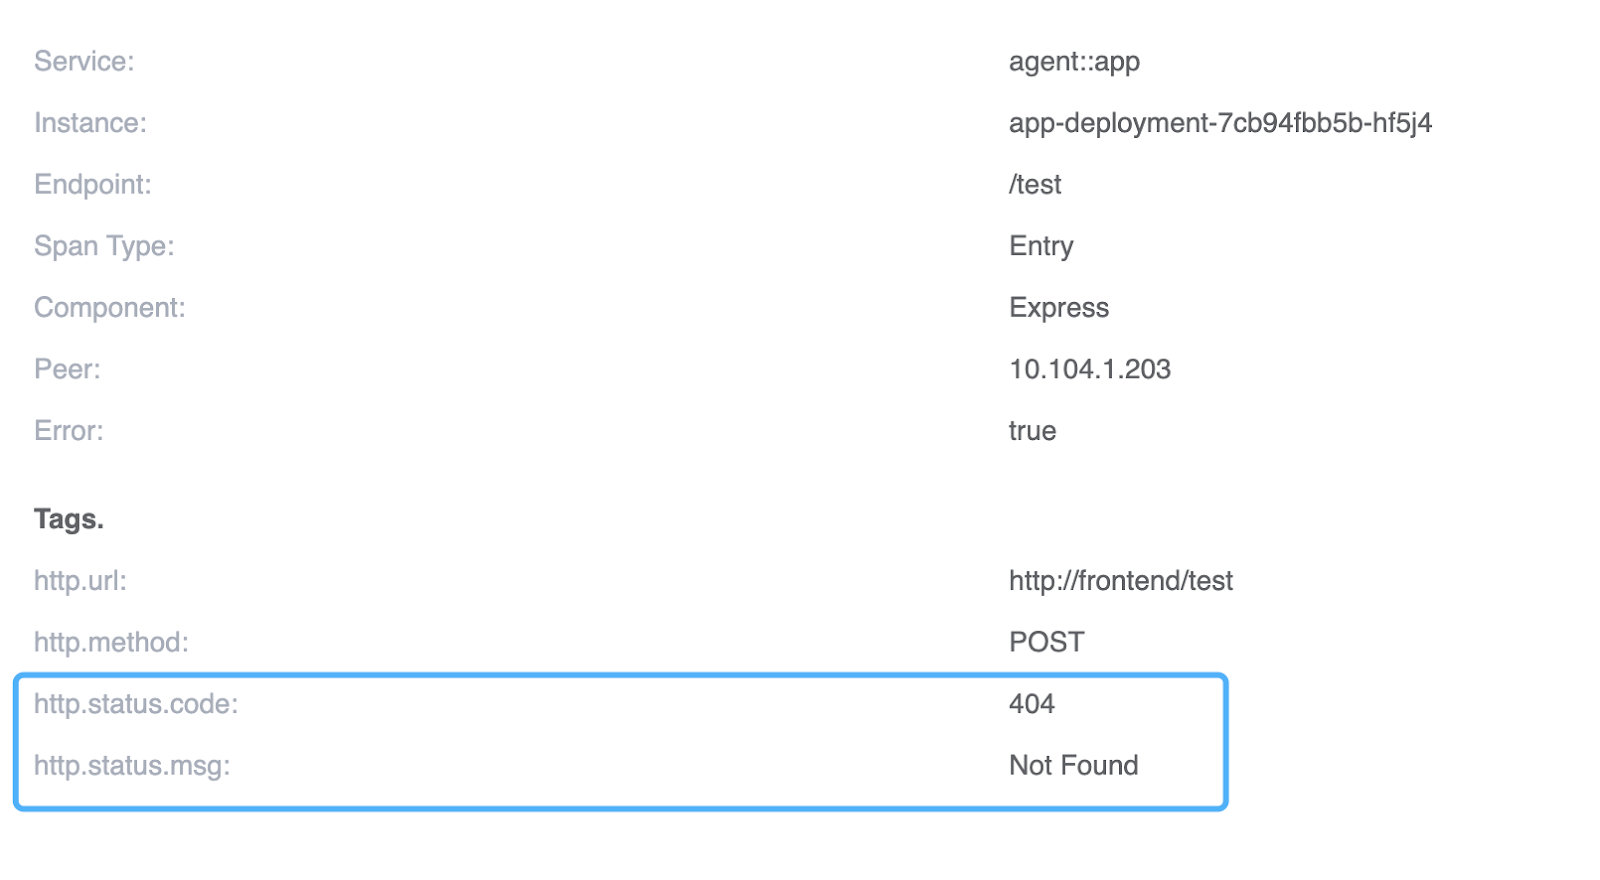 Service: agent::app
Instance: app-deployment-7cb94fbb5b-hf5j4
Endpoint: /test
Span Type: Entry
Component: Express
Peer: 10.104.1.203
Error: true
Tags.
http.url: http://frontend/test
http.method: POST
http.status.code: 404
http.status.msg: Not Found